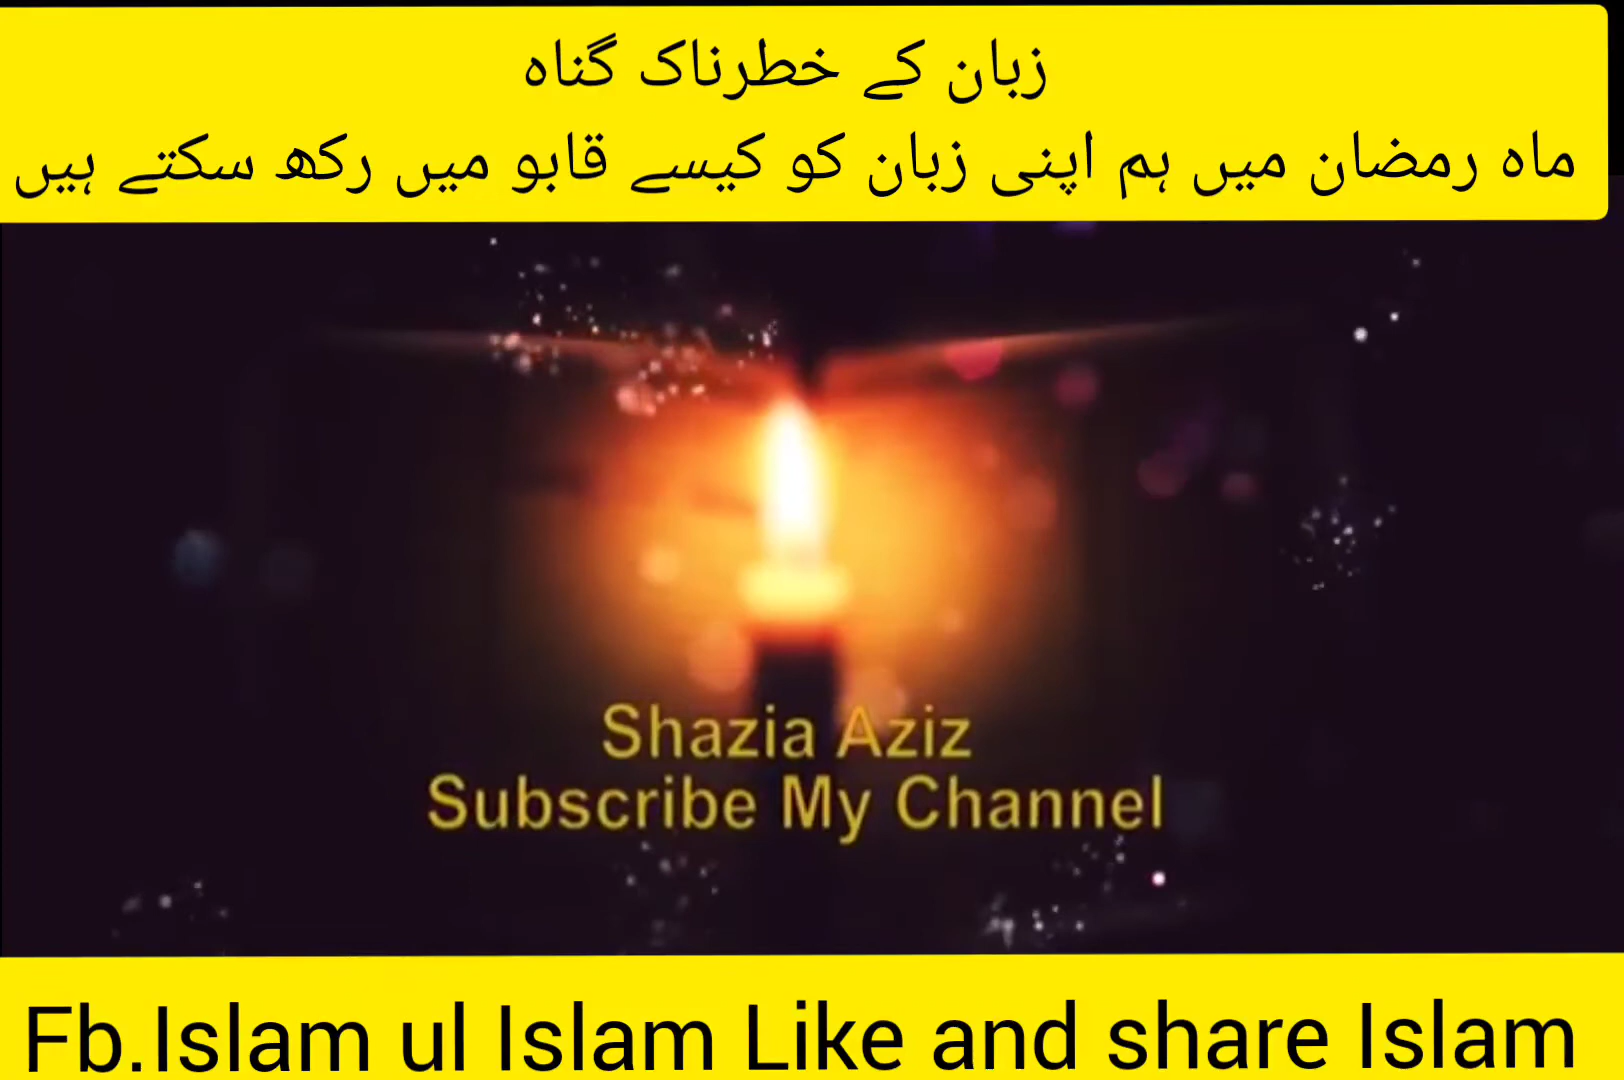 زبان کے خطرناک گناہ
ماہ رمضان میں ہم اپنی زبان کو کیسے قابو میں رکھ سکتے ہیں
Shazia Aziz
Subscribe My Channel
Fb.Islam ul Islam Like and share Islam